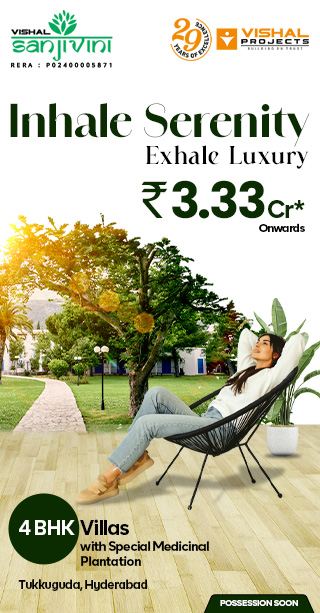 VISHAL
sanjivini
RERA : P02400005871
29
YEARS OF EXCELLENCE
VISHAL
PROJECTS
BUILDING ON TRUST
Inhale Serenity
Exhale Luxury
₹3.33Cr*
Onwards
4 BHK Villas
with Special Medicinal
Plantation
Tukkuguda, Hyderabad
POSSESSION SOON